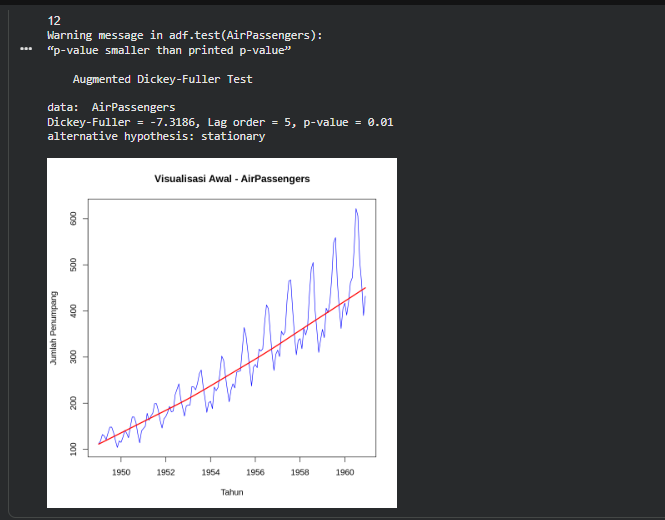 12
Warning message in adf.test(AirPassengers):
“p-value smaller than printed p-value”
Augmented Dickey-Fuller Test
data:  AirPassengers
Dickey-Fuller = -7.3186, Lag order = 5, p-value = 0.01
alternative hypothesis: stationary
Visualisasi Awal - AirPassengers
Jumlah Penumpang
600
500
400
300
200
100
1950 1952 1954 1956 1958 1960
Tahun